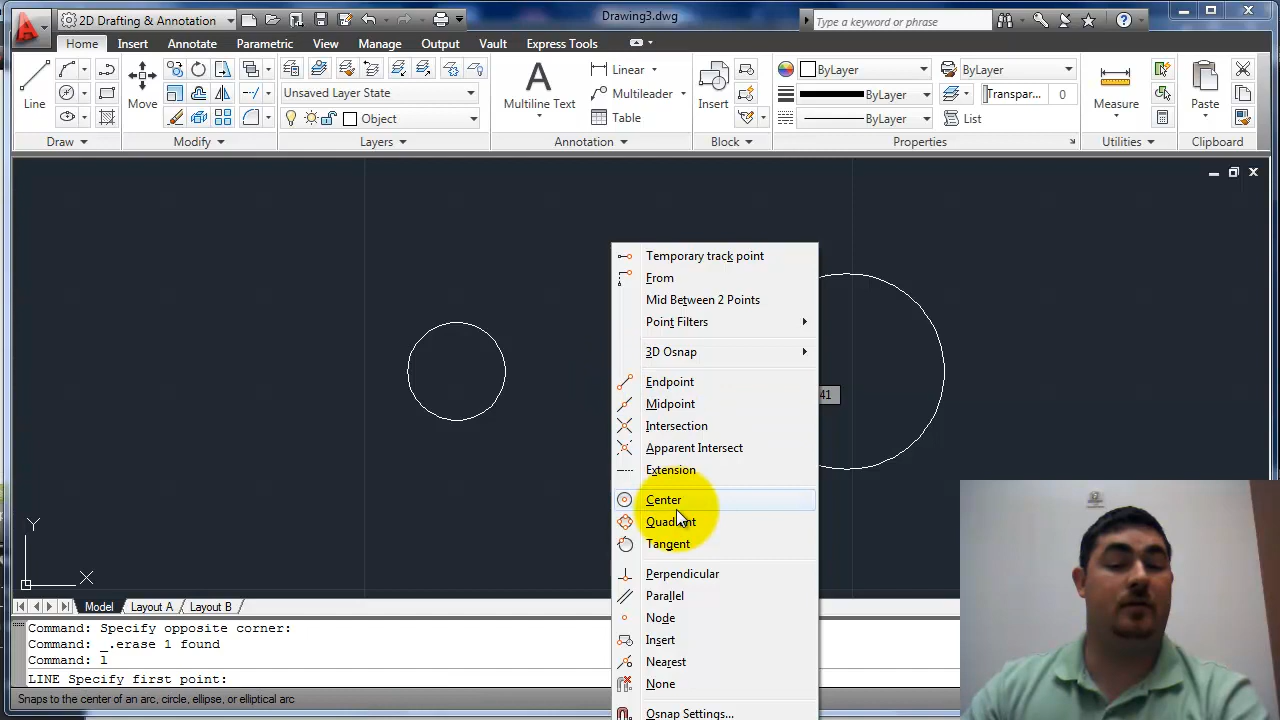 2D Drafting & Annotation
Drawing3.dwg
Type a keyword or phrase
Home Insert Annotate Parametric View Manage Output Vault Express Tools
Line
Move
Unsaved Layer State
Object
Multiline Text
Linear
Multileader
Table
Insert
ByLayer
ByLayer
ByLayer
ByLayer
Transpar... 0
List
Measure
Paste
Draw Modify Layers Annotation Block Properties Utilities Clipboard
Temporary track point
From
Mid Between 2 Points
Point Filters
3D Osnap
Endpoint
Midpoint
41
Intersection
Apparent Intersect
Extension
Center
Quadrant
Tangent
Perpendicular
Parallel
Node
Insert
Nearest
None
Osnap Settings...
Y
X
Model Layout A Layout B
Command: Specify opposite corner:
Command: _.erase 1 found
Command: l
LINE Specify first point:
Snaps to the center of an arc, circle, ellipse, or elliptical arc